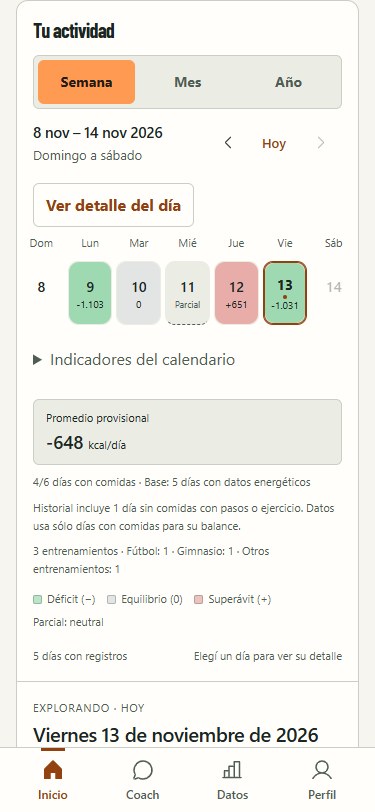 Tu actividad
Semana Mes Año
8 nov – 14 nov 2026
Domingo a sábado
Hoy
Ver detalle del día
Dom Lun Mar Mié Jue Vie Sáb
8 9 10 11 12 13 14
-1.103 0 Parcial +651 -1.031
Indicadores del calendario
Promedio provisional
-648 kcal/día
4/6 días con comidas · Base: 5 días con datos energéticos
Historial incluye 1 día sin comidas con pasos o ejercicio. Datos
usa sólo días con comidas para su balance.
3 entrenamientos · Fútbol: 1 · Gimnasio: 1 · Otros
entrenamientos: 1
Déficit (−) Equilibrio (0) Superávit (+)
Parcial: neutral
5 días con registros Elegí un día para ver su detalle
EXPLORANDO · HOY
Viernes 13 de noviembre de 2026
Inicio Coach Datos Perfil